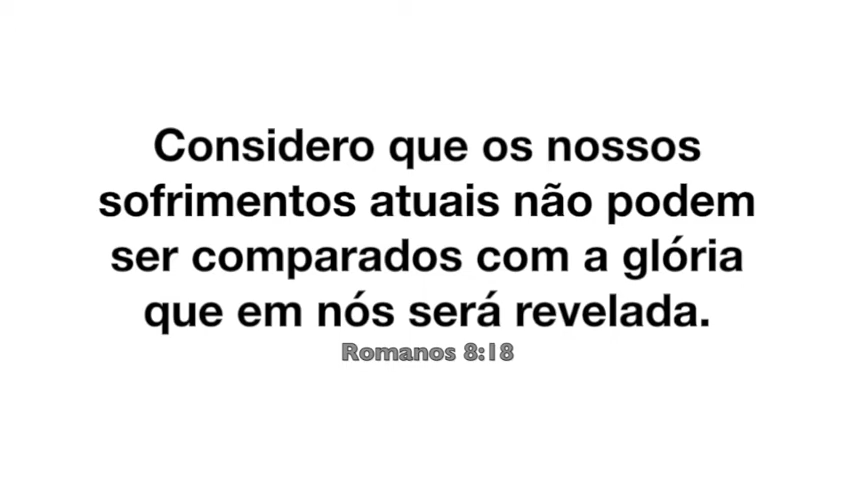 Considero que os nossos
sofrimentos atuais não podem
ser comparados com a glória
que em nós será revelada.
Romanos 8:18